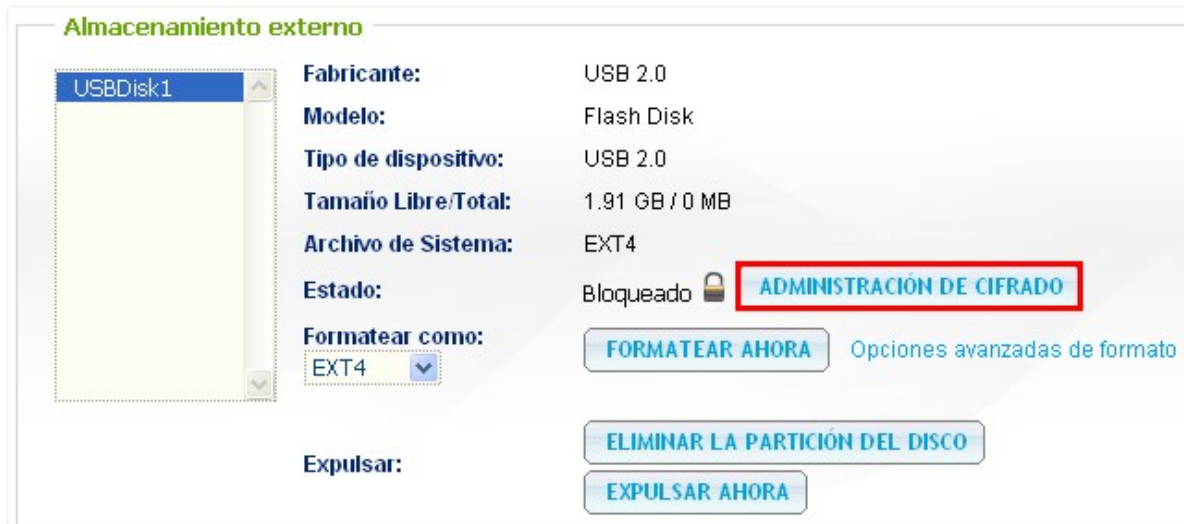 Almacenamiento externo
USBDisk1
Fabricante: USB 2.0
Modelo: Flash Disk
Tipo de dispositivo: USB 2.0
Tamaño Libre/Total: 1.91 GB / 0 MB
Archivo de Sistema: EXT4
Estado: Bloqueado ADMINISTRACIÓN DE CIFRADO
Formatear como:
EXT4 FORMATEAR AHORA Opciones avanzadas de formato
ELIMINAR LA PARTICIÓN DEL DISCO
Expulsar:
EXPULSAR AHORA